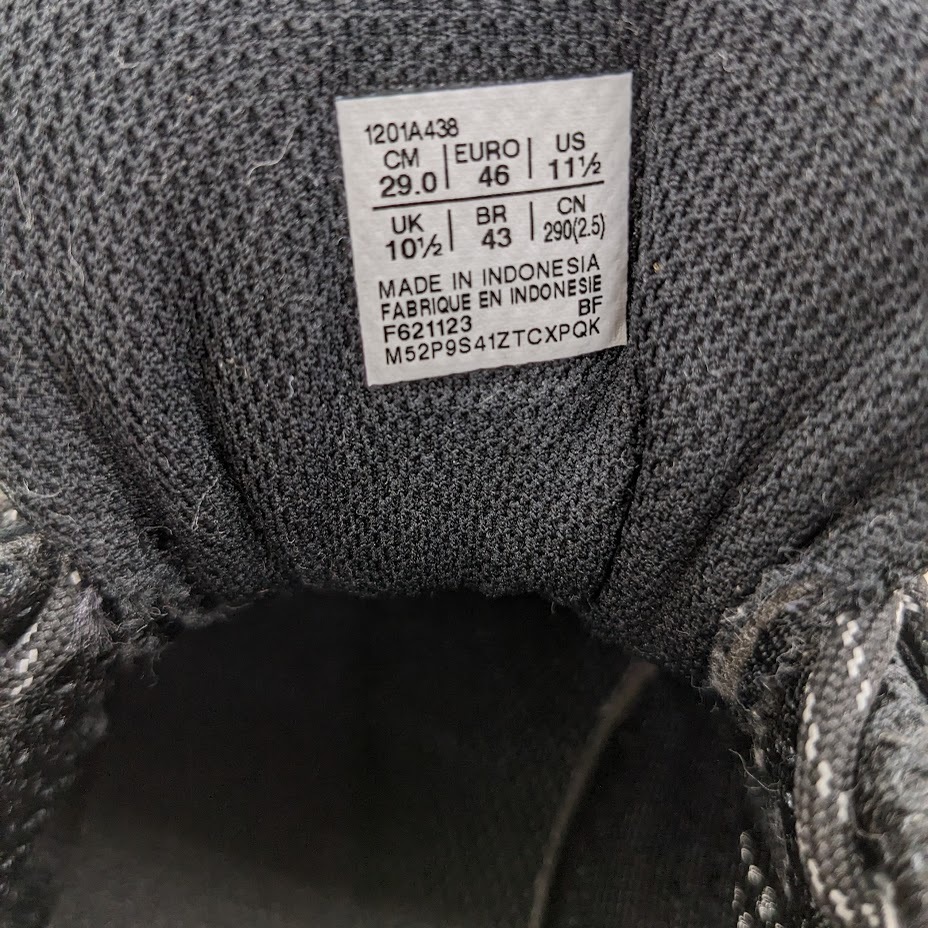 1201A438
CM | EURO | US
29.0 | 46 | 11½
UK | BR | CN
10½ | 43 | 290(2.5)
MADE IN INDONESIA
FABRIQUE EN INDONESIE
F621123 BF
M52P9S41ZTCXPQK